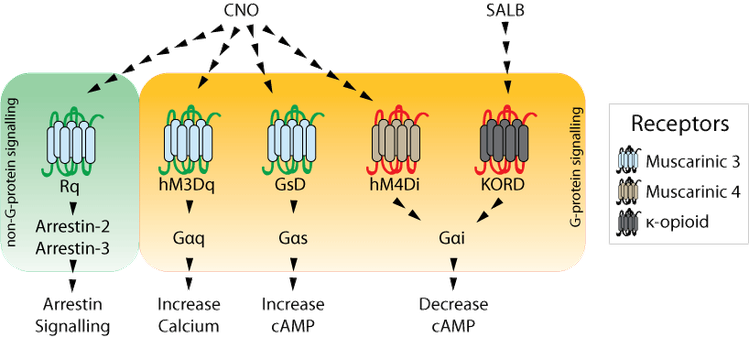 CNO
SALB
non-G-protein signalling
G-protein signalling
Rq
hM3Dq
GsD
hM4Di
KORD
Arrestin-2
Arrestin-3
Gαq
Gαs
Gαi
Arrestin
Signalling
Increase
Calcium
Increase
cAMP
Decrease
cAMP
Receptors
Muscarinic 3
Muscarinic 4
κ-opioid